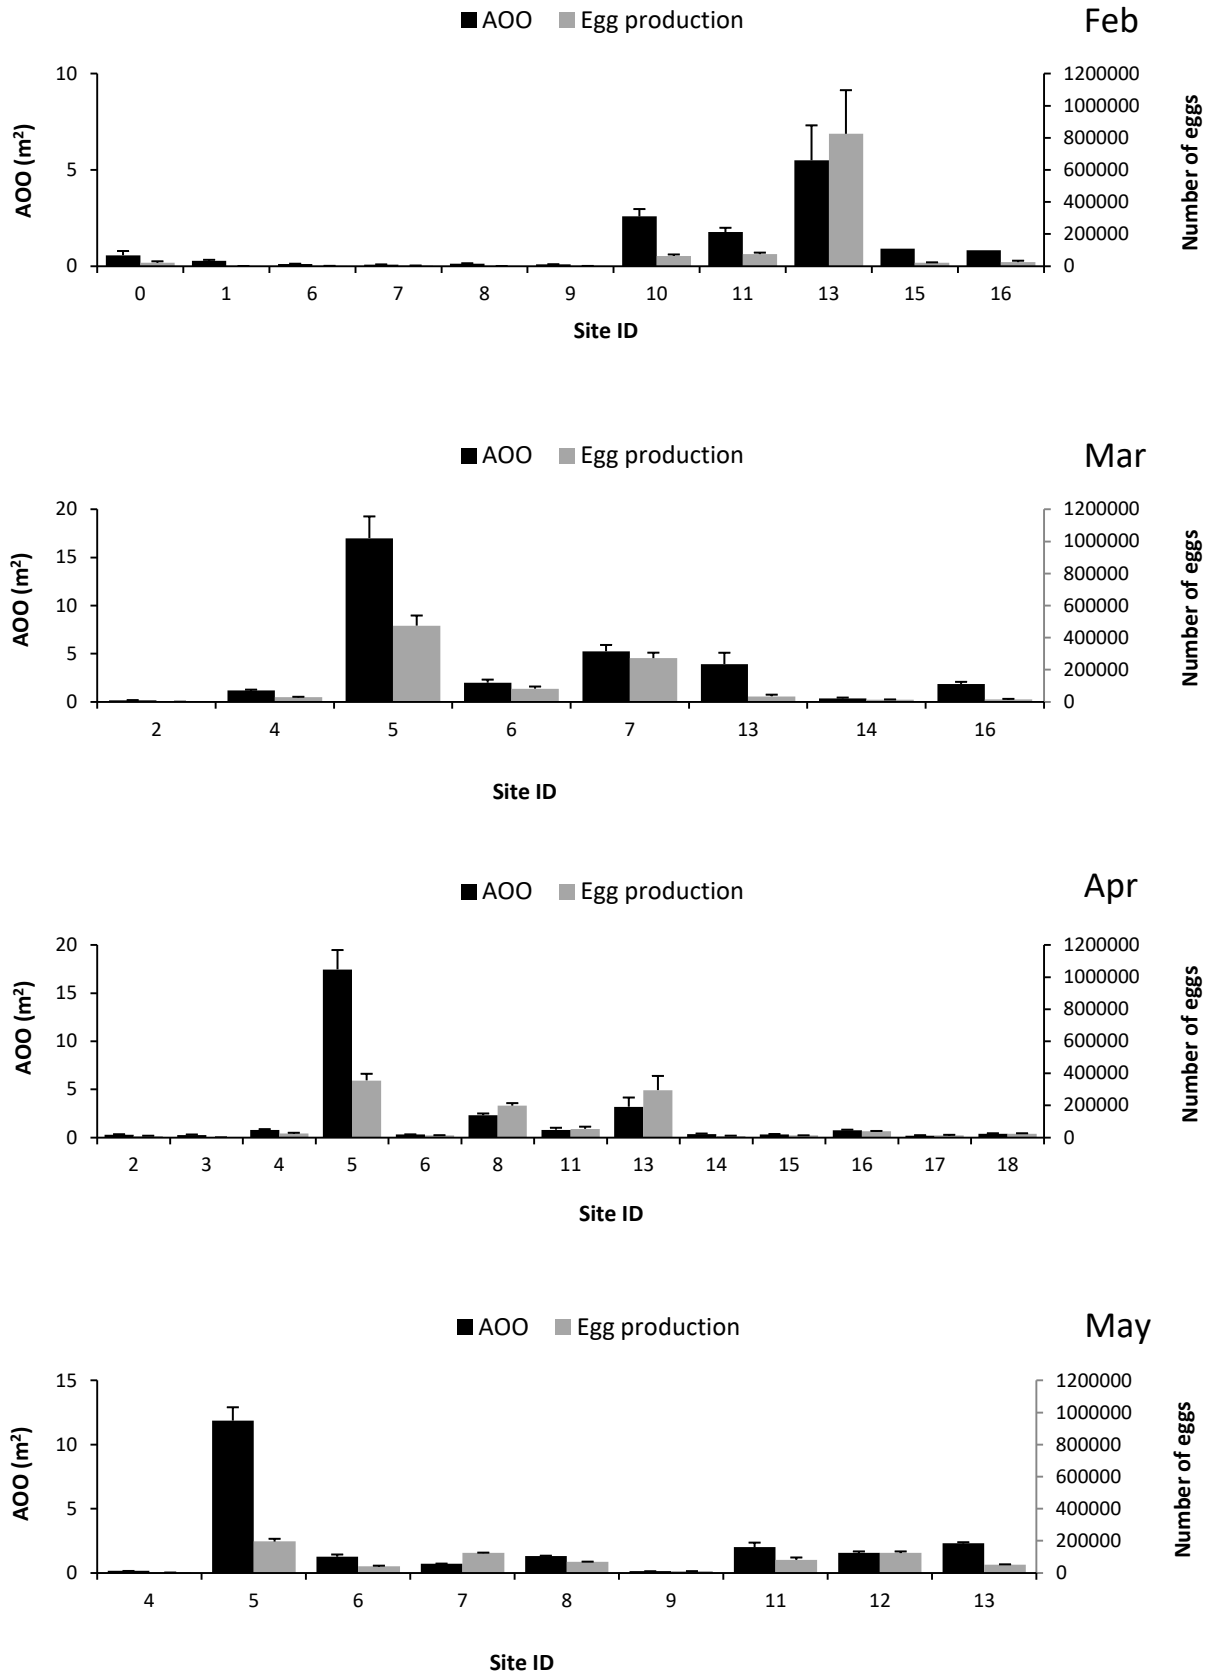 AOO Egg production Feb
10 1200000
1000000
800000
5 600000
400000
200000
0 0
AOO (m²)
Number of eggs
0 1 6 7 8 9 10 11 13 15 16
Site ID
AOO Egg production Mar
20 1200000
1000000
15
800000
10 600000
400000
5
200000
0 0
AOO (m²)
Number of eggs
2 4 5 6 7 13 14 16
Site ID
AOO Egg production Apr
20 1200000
1000000
15
800000
10 600000
400000
5
200000
0 0
AOO (m²)
Number of eggs
2 3 4 5 6 8 11 13 14 15 16 17 18
Site ID
AOO Egg production May
15 1200000
1000000
10 800000
600000
5 400000
200000
0 0
AOO (m²)
Number of eggs
4 5 6 7 8 9 11 12 13
Site ID